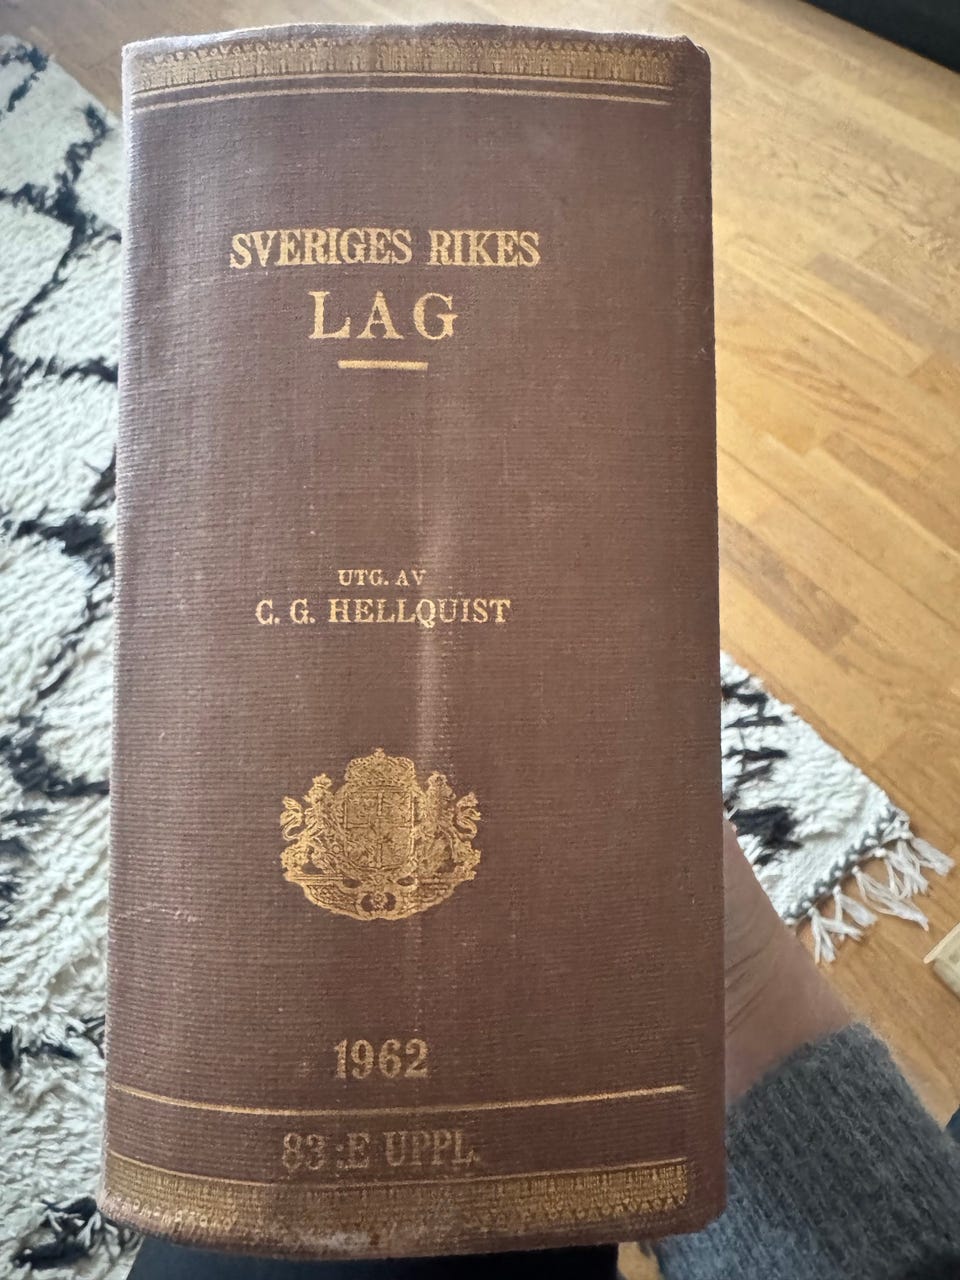 SVERIGES RIKES
LAG
UTG. AV
C. G. HELLQUIST
1962
83:E UPPL.